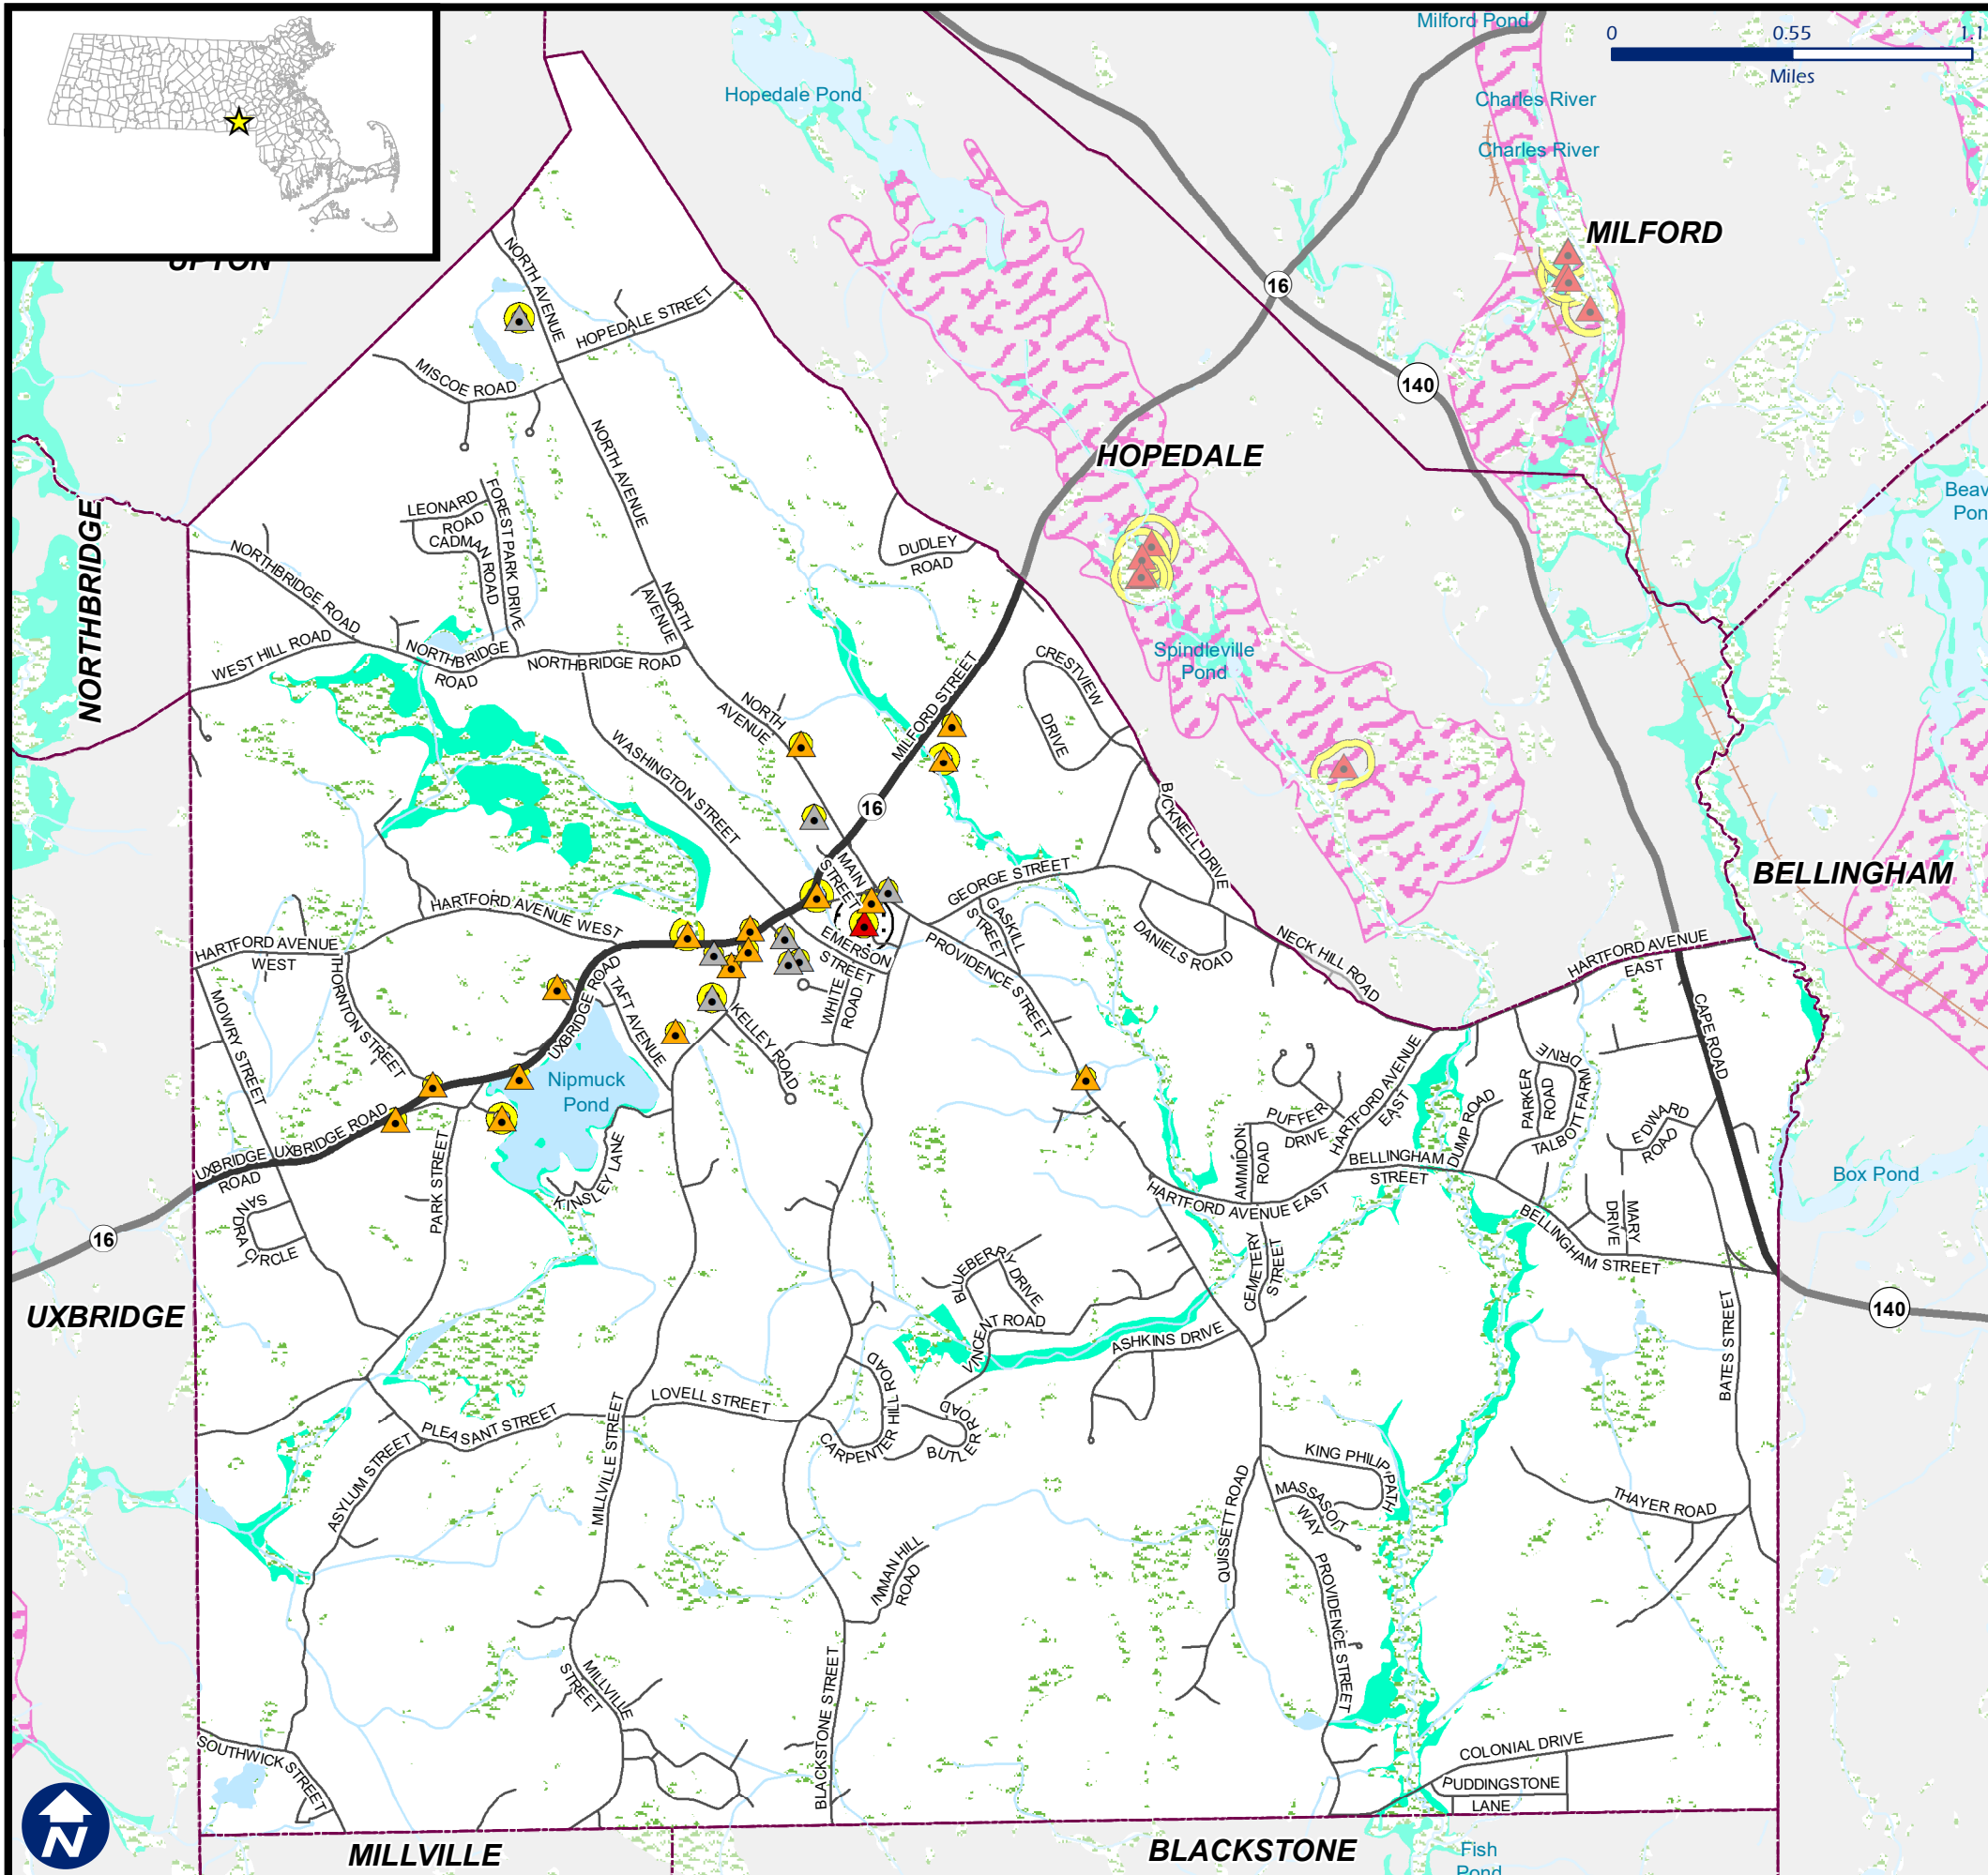 Milford Pond
0
0.55
1.1
Miles
Hopedale Pond
Charles River
Charles River
MILFORD
UPTON
NORTH AVENUE
HOPEDALE STREET
16
MISCOE ROAD
140
NORTH AVENUE
HOPEDALE
NORTHBRIDGE
LEONARD
ROAD
FOREST PARK DRIVE
CADMAN ROAD
Beav
Pon
DUDLEY
ROAD
NORTHBRIDGE ROAD
NORTH
AVENUE
WEST HILL ROAD
NORTHBRIDGE
ROAD
NORTHBRIDGE ROAD
Spindleville
Pond
CRESTVIEW
DRIVE
MILFORD STREET
NORTH
AVENUE
WASHINGTON STREET
BICKNELL DRIVE
16
MAIN
STREET
GEORGE STREET
BELLINGHAM
HARTFORD AVENUE WEST
GASKILL
STREET
DANIELS ROAD
NECK HILL ROAD
HARTFORD AVENUE
EAST
HARTFORD AVENUE
WEST
EMERSON
STREET
PROVIDENCE STREET
THORNTON STREET
MOWRY STREET
UXBRIDGE ROAD
TAFT AVENUE
WHITE
ROAD
KELLEY ROAD
CAPE ROAD
Nipmuck
Pond
DRIVE
PARKER
ROAD
TALBOTT FARM
HARTFORD AVENUE
EAST
DUMP ROAD
EDWARD
ROAD
PUFFER
DRIVE
AMMIDON
ROAD
UXBRIDGE ROAD
UXBRIDGE
ROAD
PARK STREET
KINSLEY LANE
BELLINGHAM
STREET
Box Pond
HARTFORD AVENUE EAST
SANDRA CIRCLE
MARY
DRIVE
BELLINGHAM STREET
16
CEMETERY
STREET
BLUEBERRY DRIVE
UXBRIDGE
VINCENT ROAD
ASHKINS DRIVE
140
BATES STREET
LOVELL STREET
CARPENTER HILL ROAD
BUTLER
ROAD
PLEASANT STREET
ASYLUM STREET
MILLVILLE STREET
KING PHILIP PATH
MASSASOIT
WAY
QUISSETT ROAD
THAYER ROAD
INMAN HILL
ROAD
PROVIDENCE STREET
MILLVILLE
STREET
BLACKSTONE STREET
SOUTHWICK STREET
COLONIAL DRIVE
PUDDINGSTONE
LANE
N
MILLVILLE
BLACKSTONE
Fish
Pond